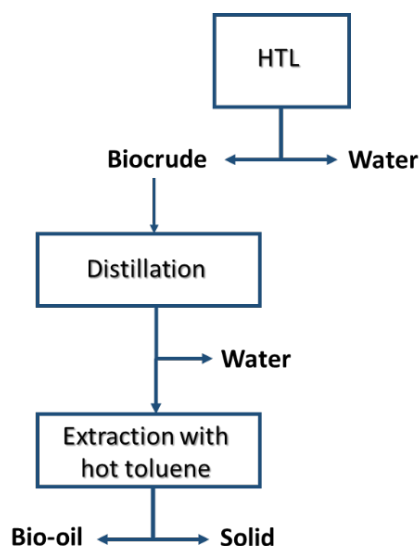 HTL
Biocrude
Water
Distillation
Water
Extraction with
hot toluene
Bio-oil
Solid